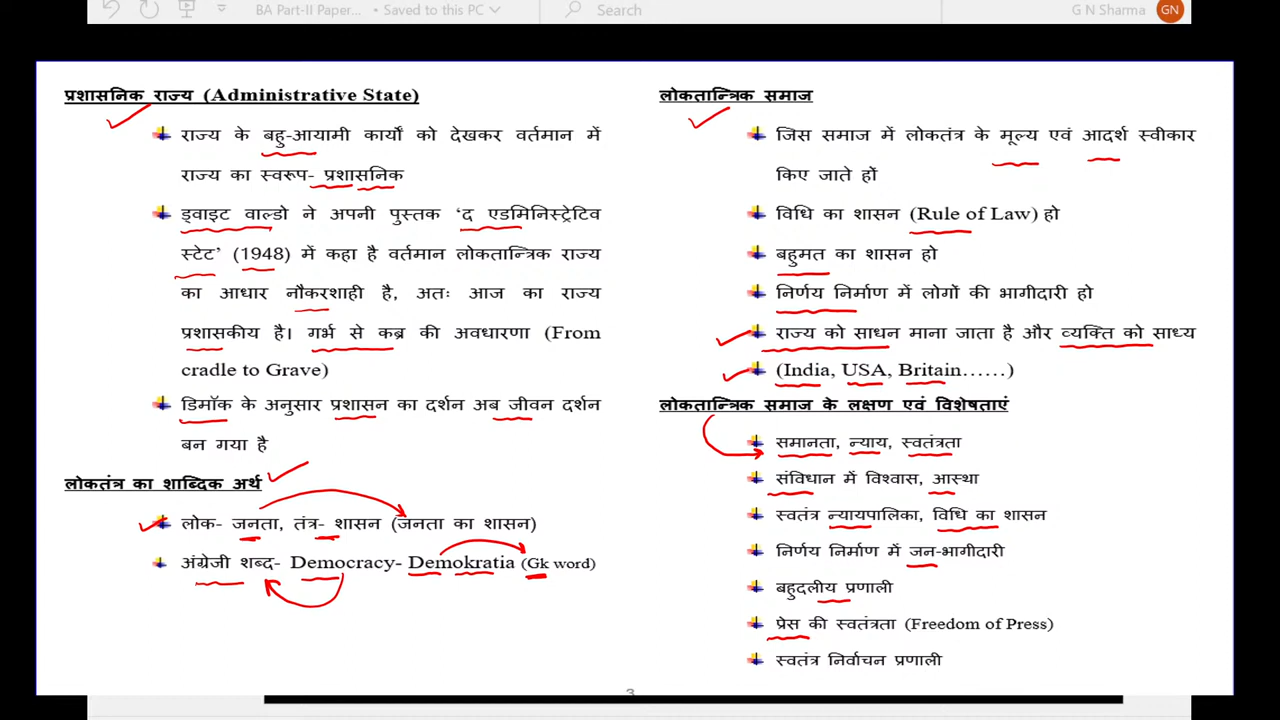 BA Part-II Paper... • Saved to this PC
Search
G N Sharma GN
प्रशासनिक राज्य (Administrative State)
राज्य के बहु-आयामी कार्यों को देखकर वर्तमान में
राज्य का स्वरूप- प्रशासनिक
ड्वाइट वाल्डो ने अपनी पुस्तक ‘द एडमिनिस्ट्रेटिव
स्टेट’ (1948) में कहा है वर्तमान लोकतान्त्रिक राज्य
का आधार नौकरशाही है, अतः आज का राज्य
प्रशासकीय है। गर्भ से कब्र की अवधारणा (From
cradle to Grave)
डिमॉक के अनुसार प्रशासन का दर्शन अब जीवन दर्शन
बन गया है
लोकतंत्र का शाब्दिक अर्थ
लोक- जनता, तंत्र- शासन (जनता का शासन)
अंग्रेजी शब्द- Democracy- Demokratia (Gk word)
लोकतान्त्रिक समाज
जिस समाज में लोकतंत्र के मूल्य एवं आदर्श स्वीकार
किए जाते हों
विधि का शासन (Rule of Law) हो
बहुमत का शासन हो
निर्णय निर्माण में लोगों की भागीदारी हो
राज्य को साधन माना जाता है और व्यक्ति को साध्य
(India, USA, Britain......)
लोकतान्त्रिक समाज के लक्षण एवं विशेषताएं
समानता, न्याय, स्वतंत्रता
संविधान में विश्वास, आस्था
स्वतंत्र न्यायपालिका, विधि का शासन
निर्णय निर्माण में जन-भागीदारी
बहुदलीय प्रणाली
प्रेस की स्वतंत्रता (Freedom of Press)
स्वतंत्र निर्वाचन प्रणाली
3